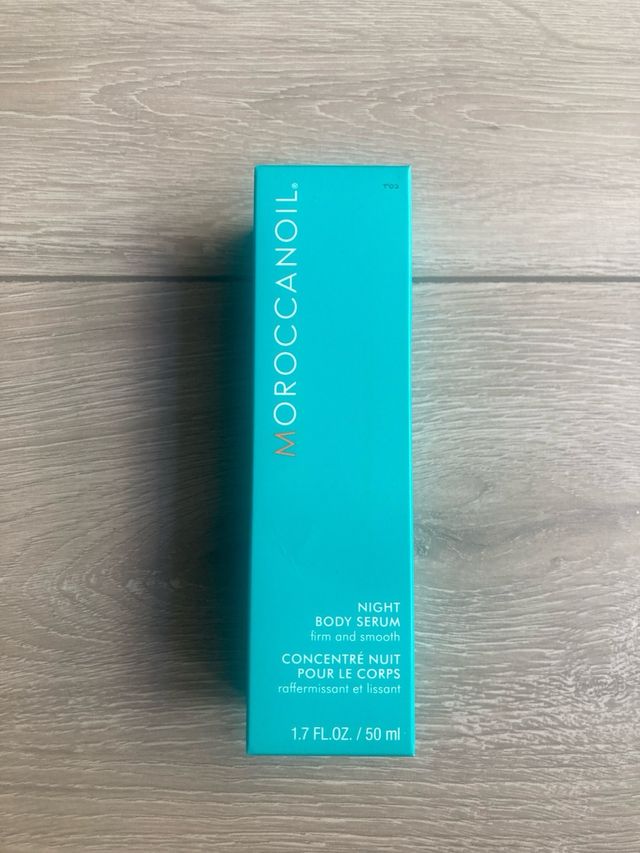 MOROCCANOIL®
NIGHT
BODY SERUM
firm and smooth
CONCENTRÉ NUIT
POUR LE CORPS
raffermissant et lissant
1.7 FL.OZ. / 50 ml